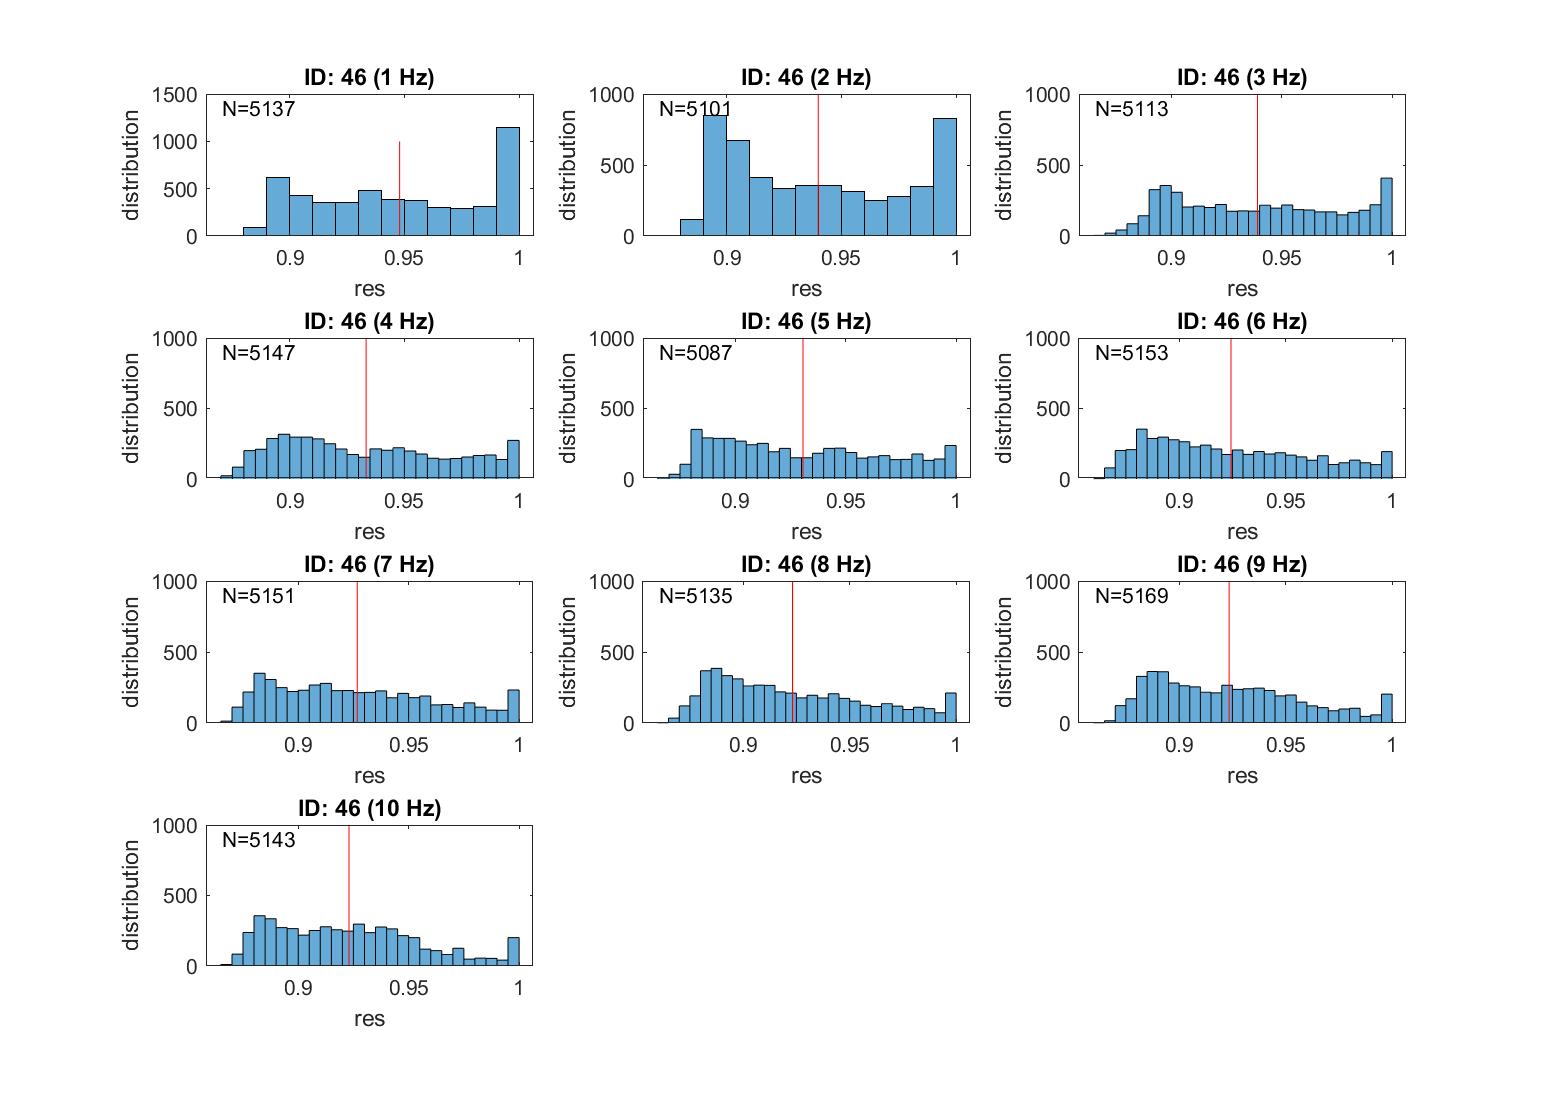 ID: 46 (1 Hz)
N=5137
1500
1000
500
0
distribution
0.9
0.95
1
res
ID: 46 (2 Hz)
N=5101
1000
500
0
distribution
0.9
0.95
1
res
ID: 46 (3 Hz)
N=5113
1000
500
0
distribution
0.9
0.95
1
res
ID: 46 (4 Hz)
N=5147
1000
500
0
distribution
0.9
0.95
1
res
ID: 46 (5 Hz)
N=5087
1000
500
0
distribution
0.9
0.95
1
res
ID: 46 (6 Hz)
N=5153
1000
500
0
distribution
0.9
0.95
1
res
ID: 46 (7 Hz)
N=5151
1000
500
0
distribution
0.9
0.95
1
res
ID: 46 (8 Hz)
N=5135
1000
500
0
distribution
0.9
0.95
1
res
ID: 46 (9 Hz)
N=5169
1000
500
0
distribution
0.9
0.95
1
res
ID: 46 (10 Hz)
N=5143
1000
500
0
distribution
0.9
0.95
1
res